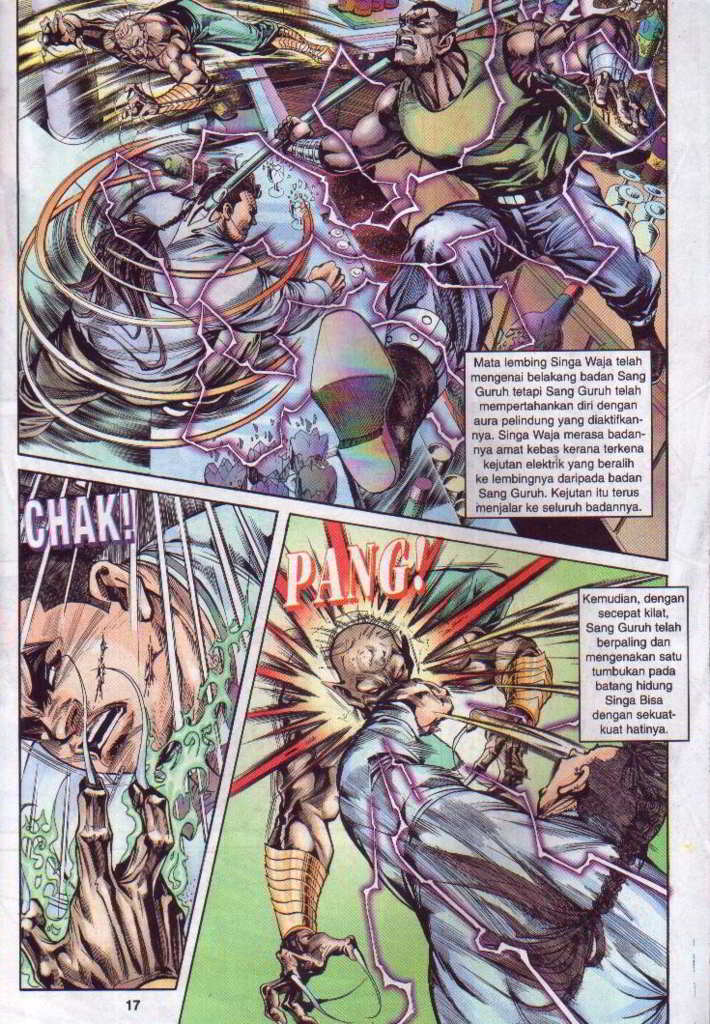 Mata lembing Singa Waja telah
mengenai belakang badan Sang
Guruh tetapi Sang Guruh telah
mempertahankan diri dengan
aura pelindung yang diaktifkan-
nya. Singa Waja merasa badan-
nya amat kebas kerana terkena
kejutan elektrik yang beralih
ke lembingnya daripada badan
Sang Guruh. Kejutan itu terus
menjalar ke seluruh badannya.
CHAK!
PANG!
Kemudian, dengan
secepat kilat,
Sang Guruh telah
berpaling dan
mengenakan satu
tumbukan pada
batang hidung
Singa Bisa
dengan sekuat-
kuat hatinya.
17